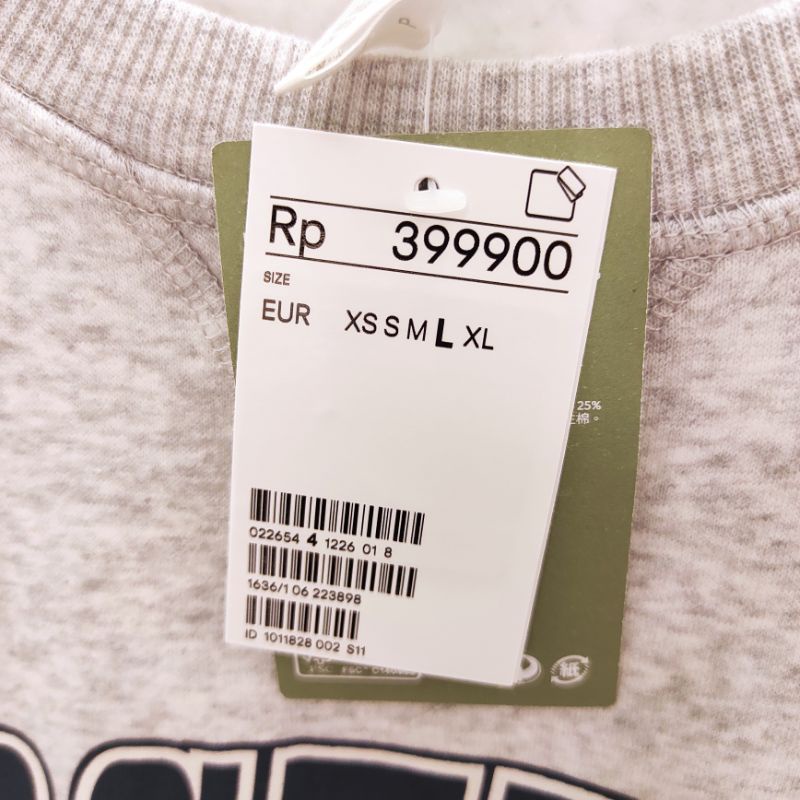 Rp 399900
SIZE
EUR XS S M L XL
25%
棉。
022654 4 1226 01 8
1636/1 06 223898
ID 1011828 002 S11
紙